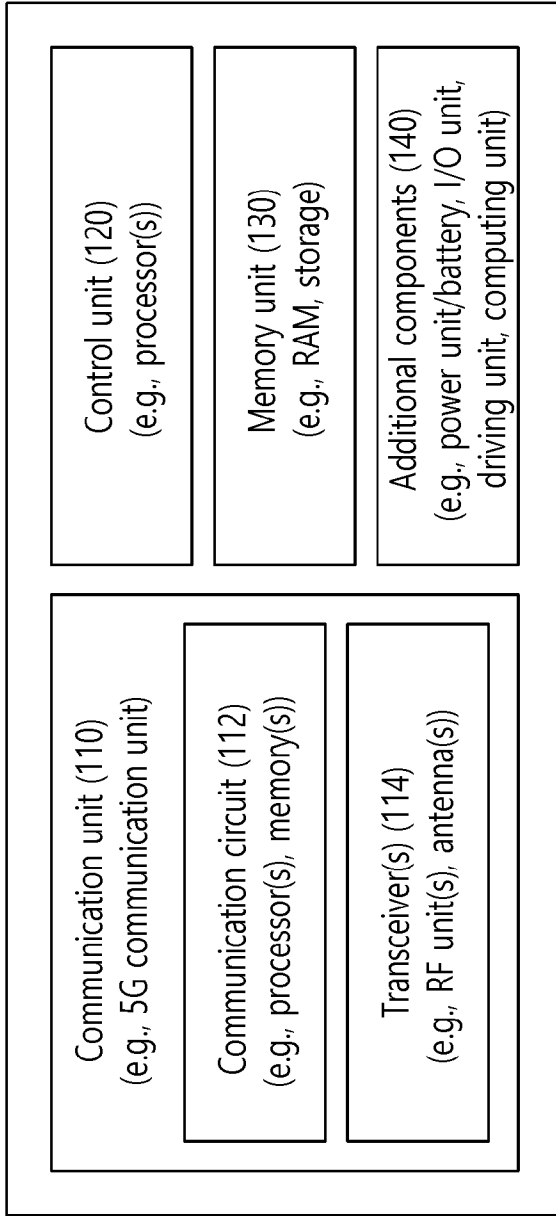 Communication unit (110)
(e.g., 5G communication unit)
Communication circuit (112)
(e.g., processor(s), memory(s))
Transceiver(s) (114)
(e.g., RF unit(s), antenna(s))
Control unit (120)
(e.g., processor(s))
Memory unit (130)
(e.g., RAM, storage)
Additional components (140)
(e.g., power unit/battery, I/O unit,
driving unit, computing unit)